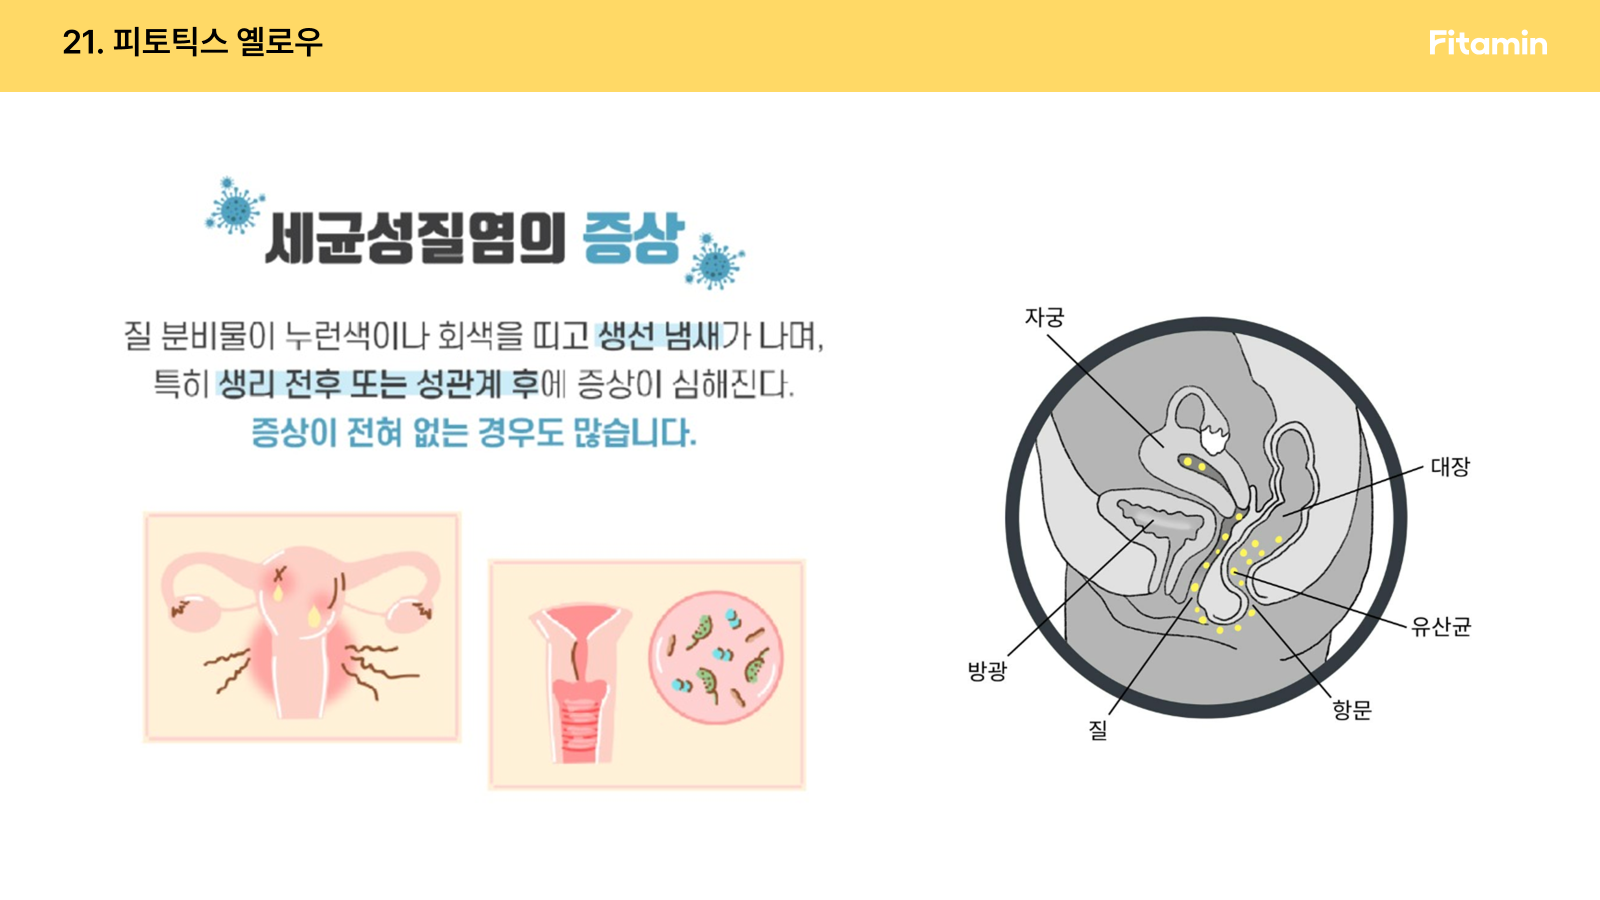 21. 피토틱스 옐로우
Fitamin
세균성질염의 증상
질 분비물이 누런색이나 회색을 띠고 생선 냄새가 나며,
특히 생리 전후 또는 성관계 후에 증상이 심해진다.
증상이 전혀 없는 경우도 많습니다.
자궁
대장
유산균
방광
항문
질